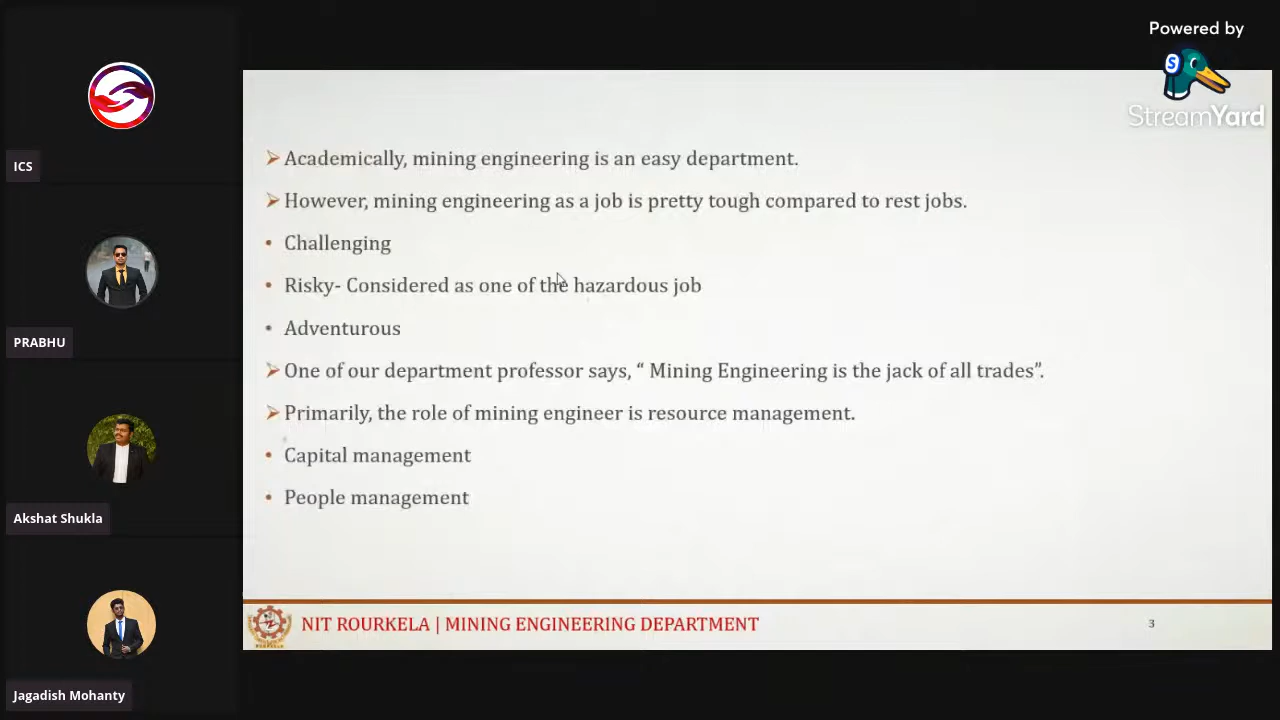 Powered by
StreamYard
ICS
PRABHU
Akshat Shukla
Jagadish Mohanty
Academically, mining engineering is an easy department.
However, mining engineering as a job is pretty tough compared to rest jobs.
Challenging
Risky- Considered as one of the hazardous job
Adventurous
One of our department professor says, “ Mining Engineering is the jack of all trades”.
Primarily, the role of mining engineer is resource management.
Capital management
People management
NIT ROURKELA | MINING ENGINEERING DEPARTMENT
3